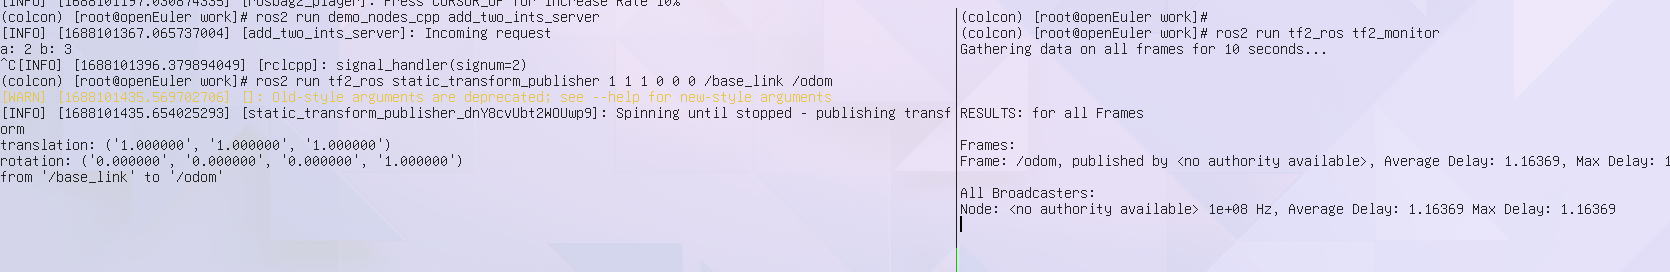 [INFO] [1688101197.030874335] [rosbag2_player]: Press CURSOR_UP for Increase Rate 10%
(colcon) [root@openEuler work]# ros2 run demo_nodes_cpp add_two_ints_server
[INFO] [1688101367.065737004] [add_two_ints_server]: Incoming request
a: 2 b: 3
^C[INFO] [1688101396.379894049] [rclcpp]: signal_handler(signum=2)
(colcon) [root@openEuler work]# ros2 run tf2_ros static_transform_publisher 1 1 1 0 0 0 /base_link /odom
[WARN] [1688101435.569702706] []: Old-style arguments are deprecated; see --help for new-style arguments
[INFO] [1688101435.654025293] [static_transform_publisher_dnY8cvUbt2WOUwp9]: Spinning until stopped - publishing transf
orm
translation: ('1.000000', '1.000000', '1.000000')
rotation: ('0.000000', '0.000000', '0.000000', '1.000000')
from '/base_link' to '/odom'
(colcon) [root@openEuler work]#
(colcon) [root@openEuler work]# ros2 run tf2_ros tf2_monitor
Gathering data on all frames for 10 seconds...
RESULTS: for all Frames
Frames:
Frame: /odom, published by <no authority available>, Average Delay: 1.16369, Max Delay: 1
All Broadcasters:
Node: <no authority available> 1e+08 Hz, Average Delay: 1.16369 Max Delay: 1.16369